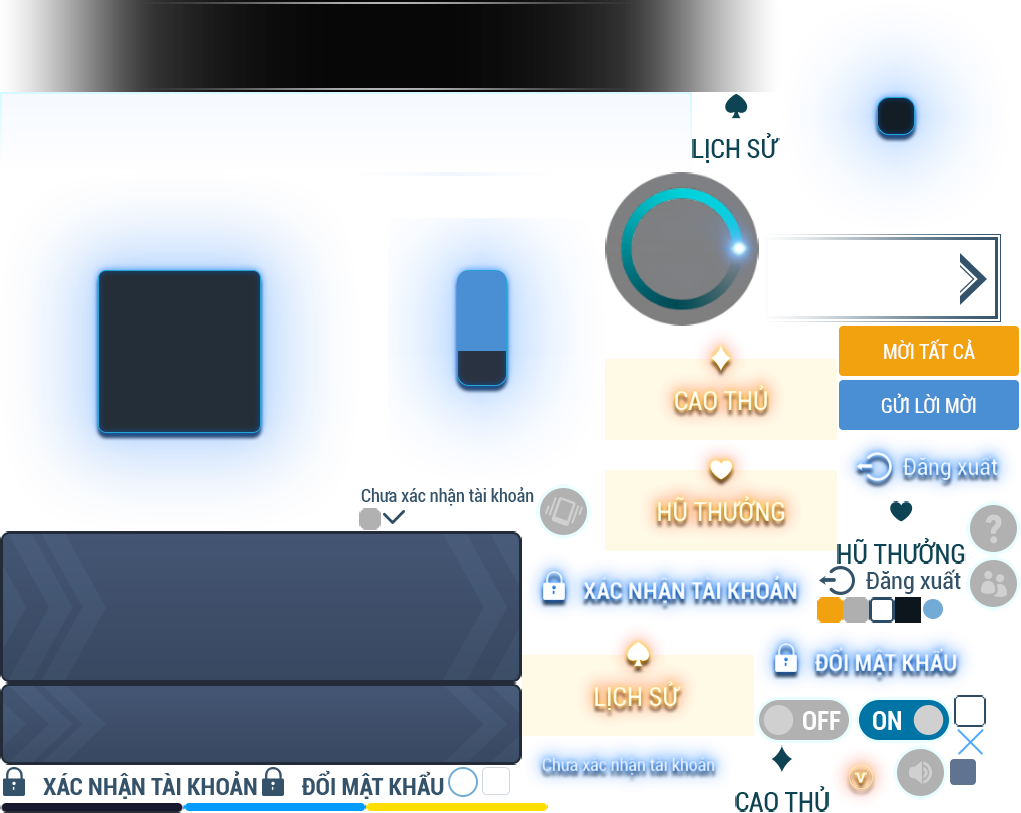 LỊCH SỬ
MỜI TẤT CẢ
CAO THỦ
GỬI LỜI MỜI
Đăng xuất
Chưa xác nhận tài khoản
HŨ THƯỞNG
?
HŨ THƯỞNG
Đăng xuất
XÁC NHẬN TÀI KHOẢN
ĐỔI MẬT KHẨU
LỊCH SỬ
OFF
ON
Chưa xác nhận tài khoản
V
XÁC NHẬN TÀI KHOẢN
ĐỔI MẬT KHẨU
CAO THỦ